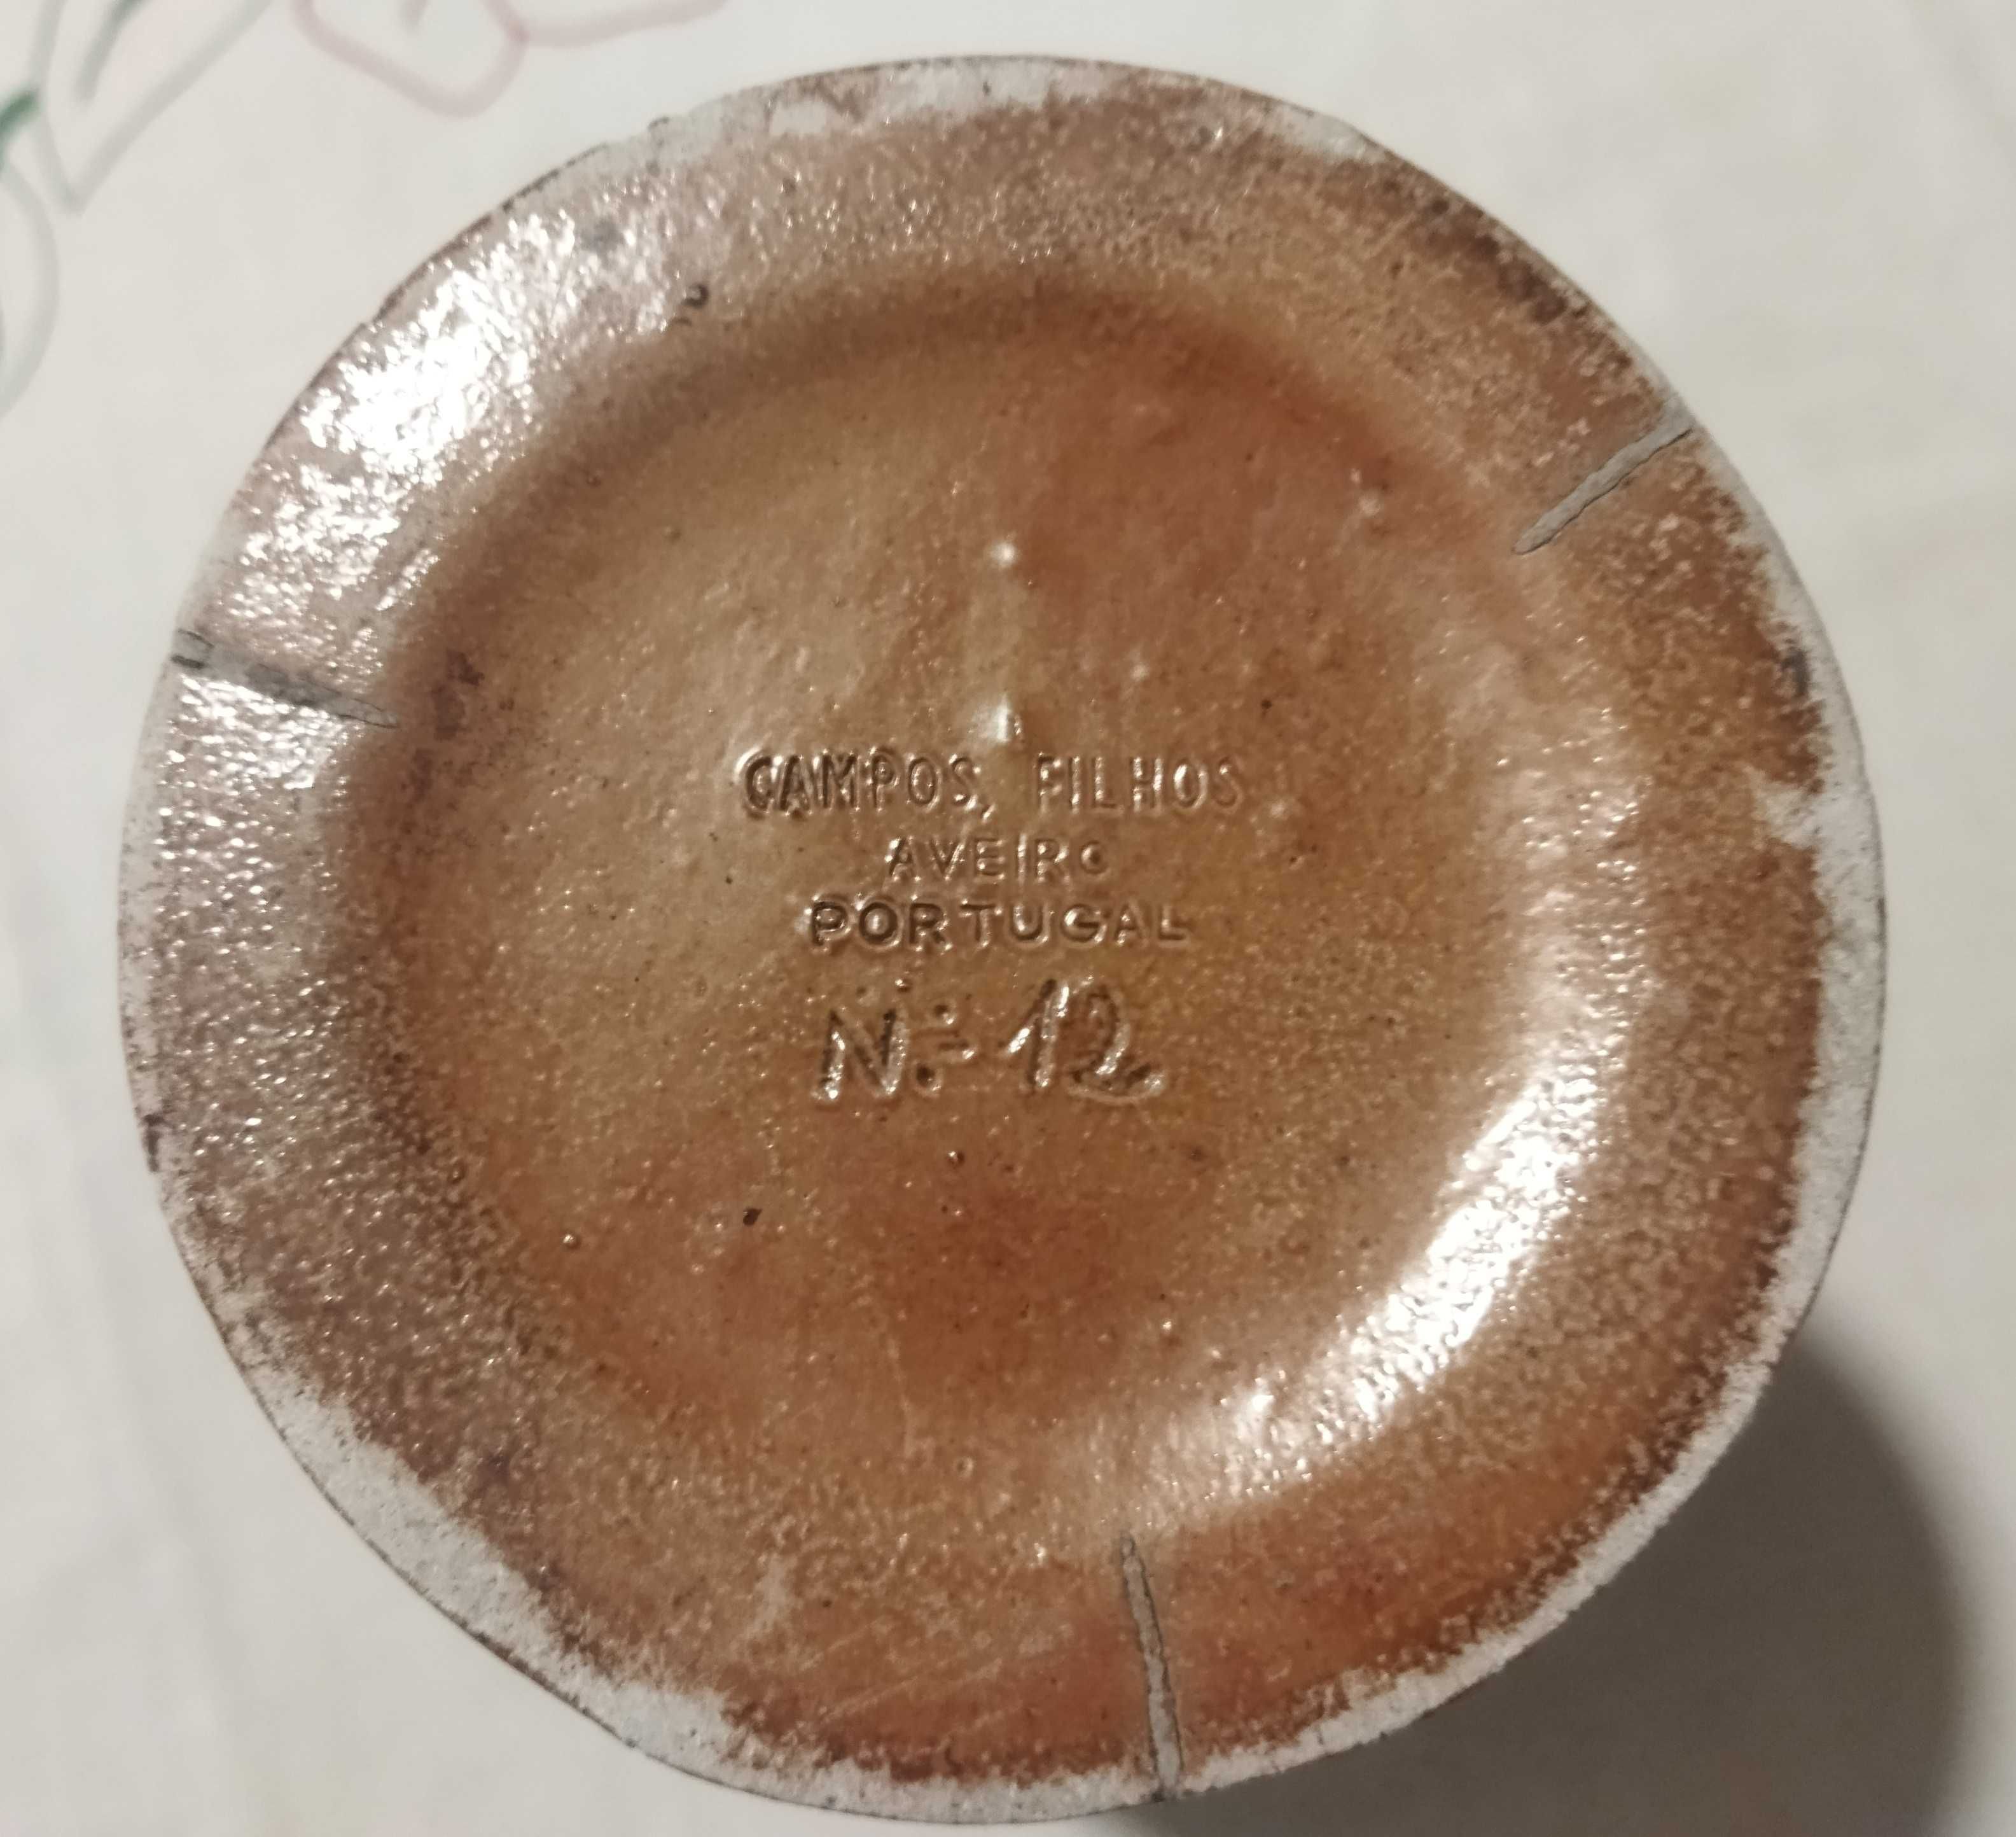 CAMPOS, FILHOS
AVEIRO
PORTUGAL
Nº 12